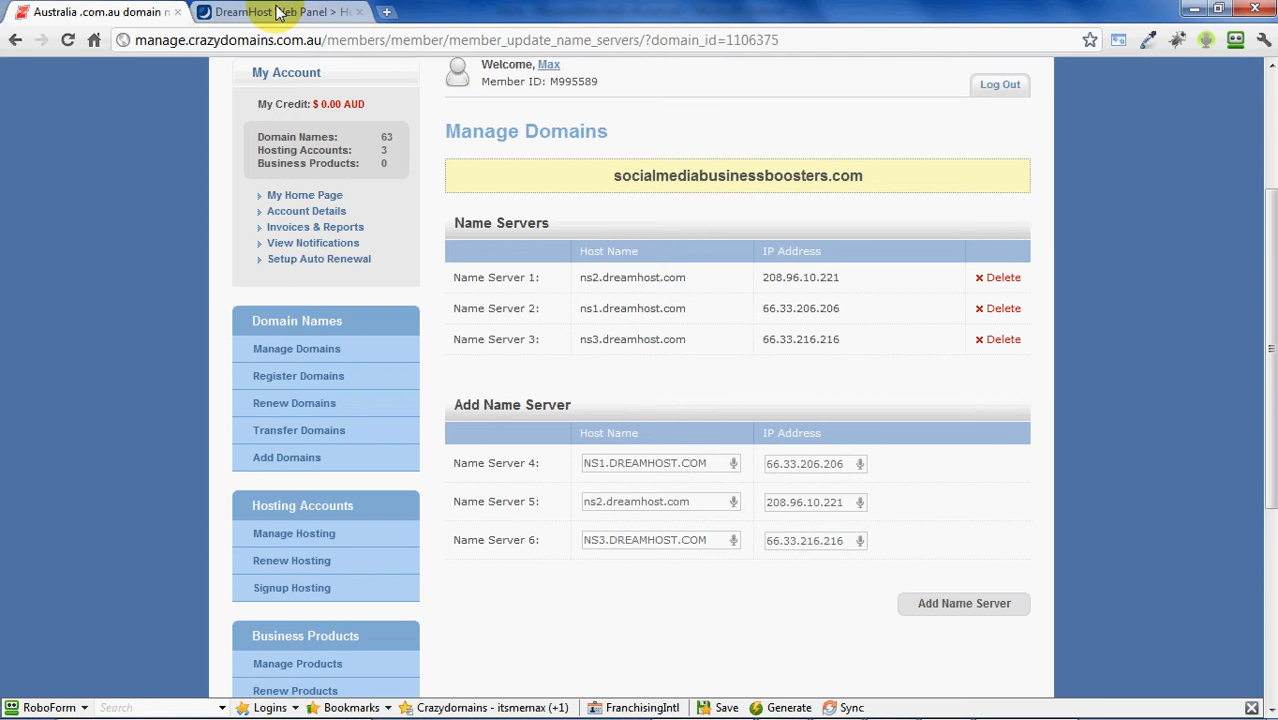 Australia .com.au domain n
DreamHost Web Panel > H
manage.crazydomains.com.au/members/member/member_update_name_servers/?domain_id=1106375
My Account
My Credit: $ 0.00 AUD
Domain Names: 63
Hosting Accounts: 3
Business Products: 0
My Home Page
Account Details
Invoices & Reports
View Notifications
Setup Auto Renewal
Domain Names
Manage Domains
Register Domains
Renew Domains
Transfer Domains
Add Domains
Hosting Accounts
Manage Hosting
Renew Hosting
Signup Hosting
Business Products
Manage Products
Renew Products
Welcome, Max
Member ID: M995589
Log Out
Manage Domains
socialmediabusinessboosters.com
Name Servers
Host Name IP Address
Name Server 1: ns2.dreamhost.com 208.96.10.221 Delete
Name Server 2: ns1.dreamhost.com 66.33.206.206 Delete
Name Server 3: ns3.dreamhost.com 66.33.216.216 Delete
Add Name Server
Host Name IP Address
Name Server 4: NS1.DREAMHOST.COM 66.33.206.206
Name Server 5: ns2.dreamhost.com 208.96.10.221
Name Server 6: NS3.DREAMHOST.COM 66.33.216.216
Add Name Server
RoboForm Search Logins Bookmarks Crazydomains - itsmemax (+1) FranchisingIntl Save Generate Sync